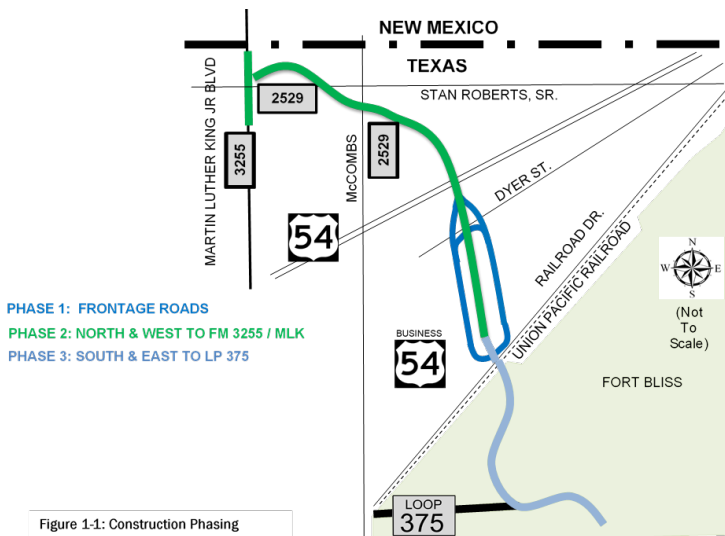 NEW MEXICO
TEXAS
MARTIN LUTHER KING JR BLVD
2529
STAN ROBERTS, SR.
3255
McCOMBS
2529
DYER ST.
54
RAILROAD DR.
UNION PACIFIC RAILROAD
N
W E
S
(Not
To
Scale)
PHASE 1: FRONTAGE ROADS
PHASE 2: NORTH & WEST TO FM 3255 / MLK
PHASE 3: SOUTH & EAST TO LP 375
BUSINESS
54
FORT BLISS
LOOP
375
Figure 1-1: Construction Phasing